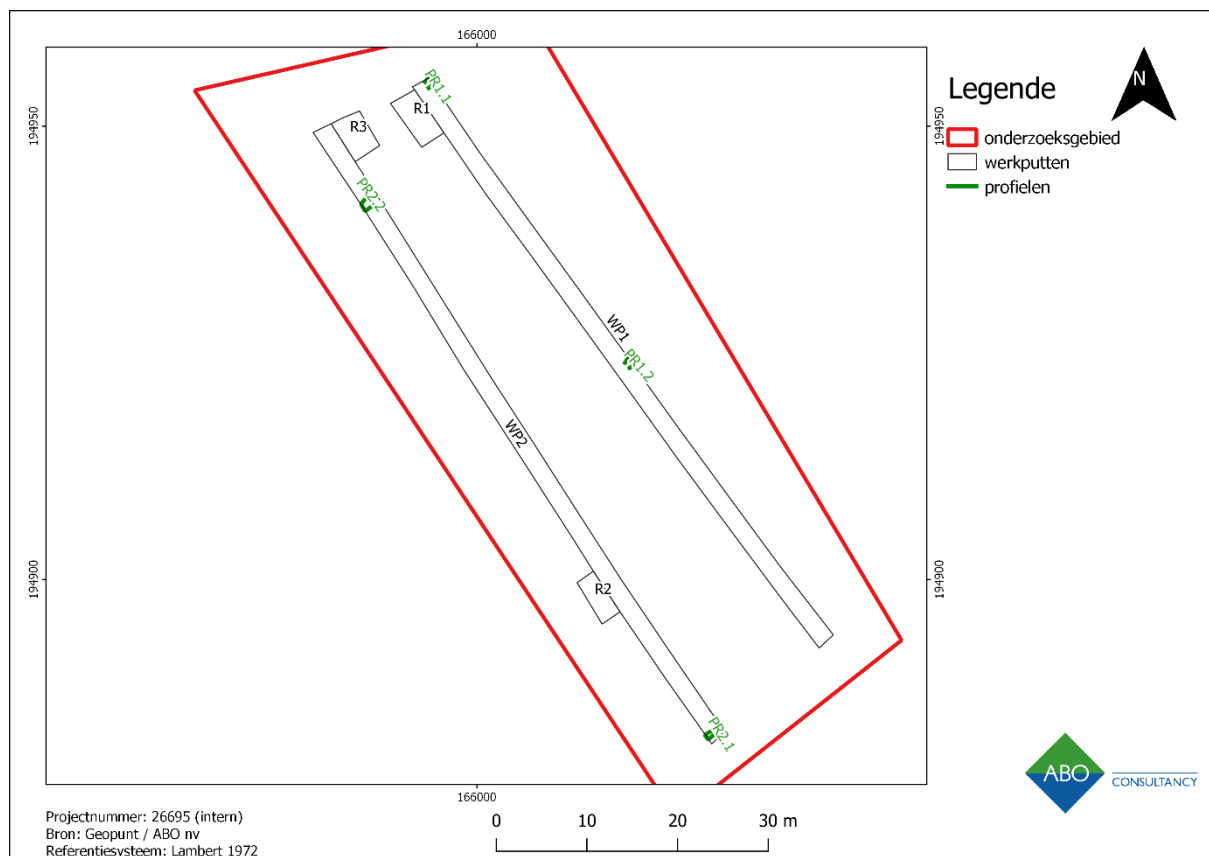 166000
194950
194950
PR1.1
R1
R3
PR2.2
WP1
PR1.2
WP2
194900
194900
R2
PR2.1
166000
Legende
N
onderzoeksgebied
werkputten
profielen
ABO
CONSULTANCY
Projectnummer: 26695 (intern)
Bron: Geopunt / ABO nv
Referentiesysteem: Lambert 1972
0 10 20 30 m